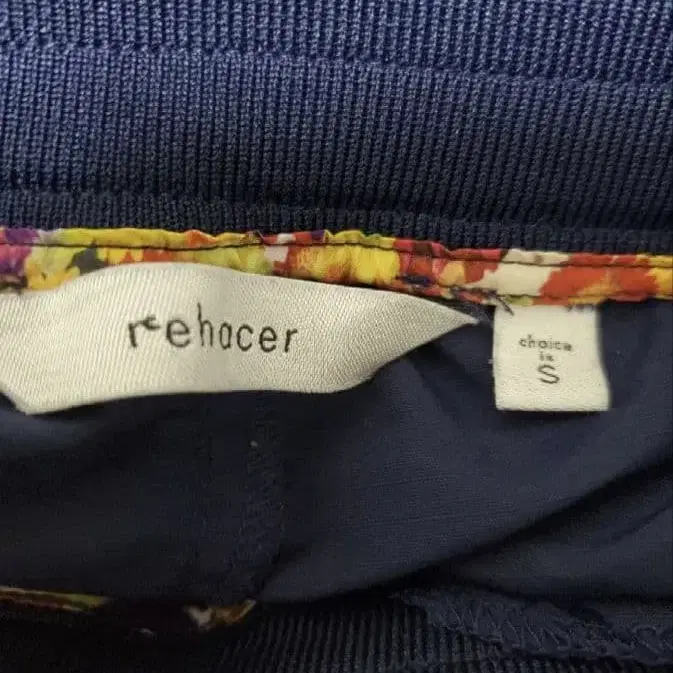 rehacer
choice
is
S